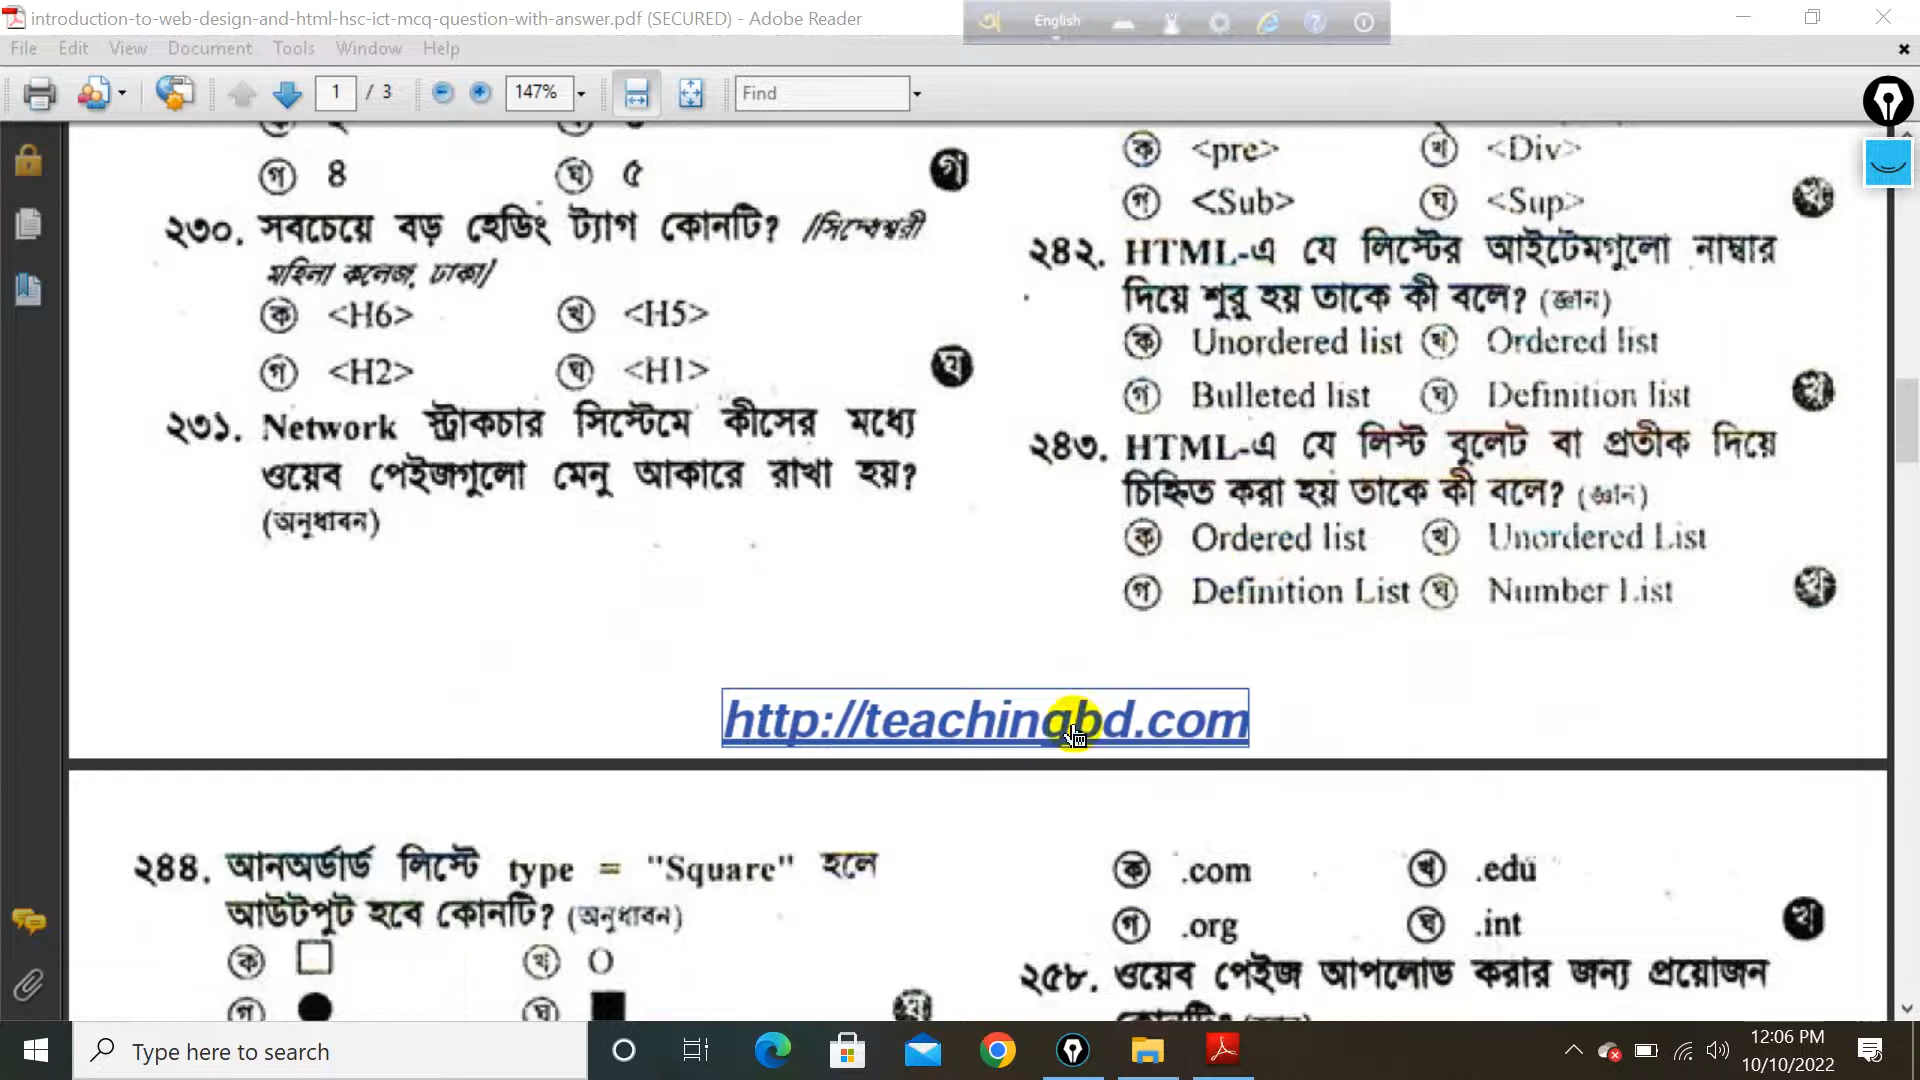 introduction-to-web-design-and-html-hsc-ict-mcq-question-with-answer.pdf (SECURED) - Adobe Reader
English
File Edit View Document Tools Window Help
1 / 3 147% Find
গ ৪ ঘ ৫ গ
২৩০. সবচেয়ে বড় হেডিং ট্যাগ কোনটি? [সিদ্ধেশ্বরী
মহিলা কলেজ, ঢাকা]
ক <H6> খ <H5>
গ <H2> ঘ <H1> ঘ
২৩১. Network স্ট্রাকচার সিস্টেমে কীসের মধ্যে
ওয়েব পেইজগুলো মেনু আকারে রাখা হয়?
(অনুধাবন)
ক <pre> খ <Div>
গ <Sub> ঘ <Sup> খ
২৪২. HTML-এ যে লিস্টের আইটেমগুলো নাম্বার
দিয়ে শুরু হয় তাকে কী বলে? (জ্ঞান)
ক Unordered list খ Ordered list
গ Bulleted list ঘ Definition list খ
২৪৩. HTML-এ যে লিস্ট বুলেট বা প্রতীক দিয়ে
চিহ্নিত করা হয় তাকে কী বলে? (জ্ঞান)
ক Ordered list খ Unordered List
গ Definition List ঘ Number List খ
http://teachingbd.com
২৪৪. আনঅর্ডার্ড লিস্টে type = "Square" হলে
আউটপুট হবে কোনটি? (অনুধাবন)
ক খ
গ ঘ ঘ
ক .com খ .edu
গ .org ঘ .int খ
২৫৮. ওয়েব পেইজ আপলোড করার জন্য প্রয়োজন
কোনটি?
Type here to search
12:06 PM
10/10/2022